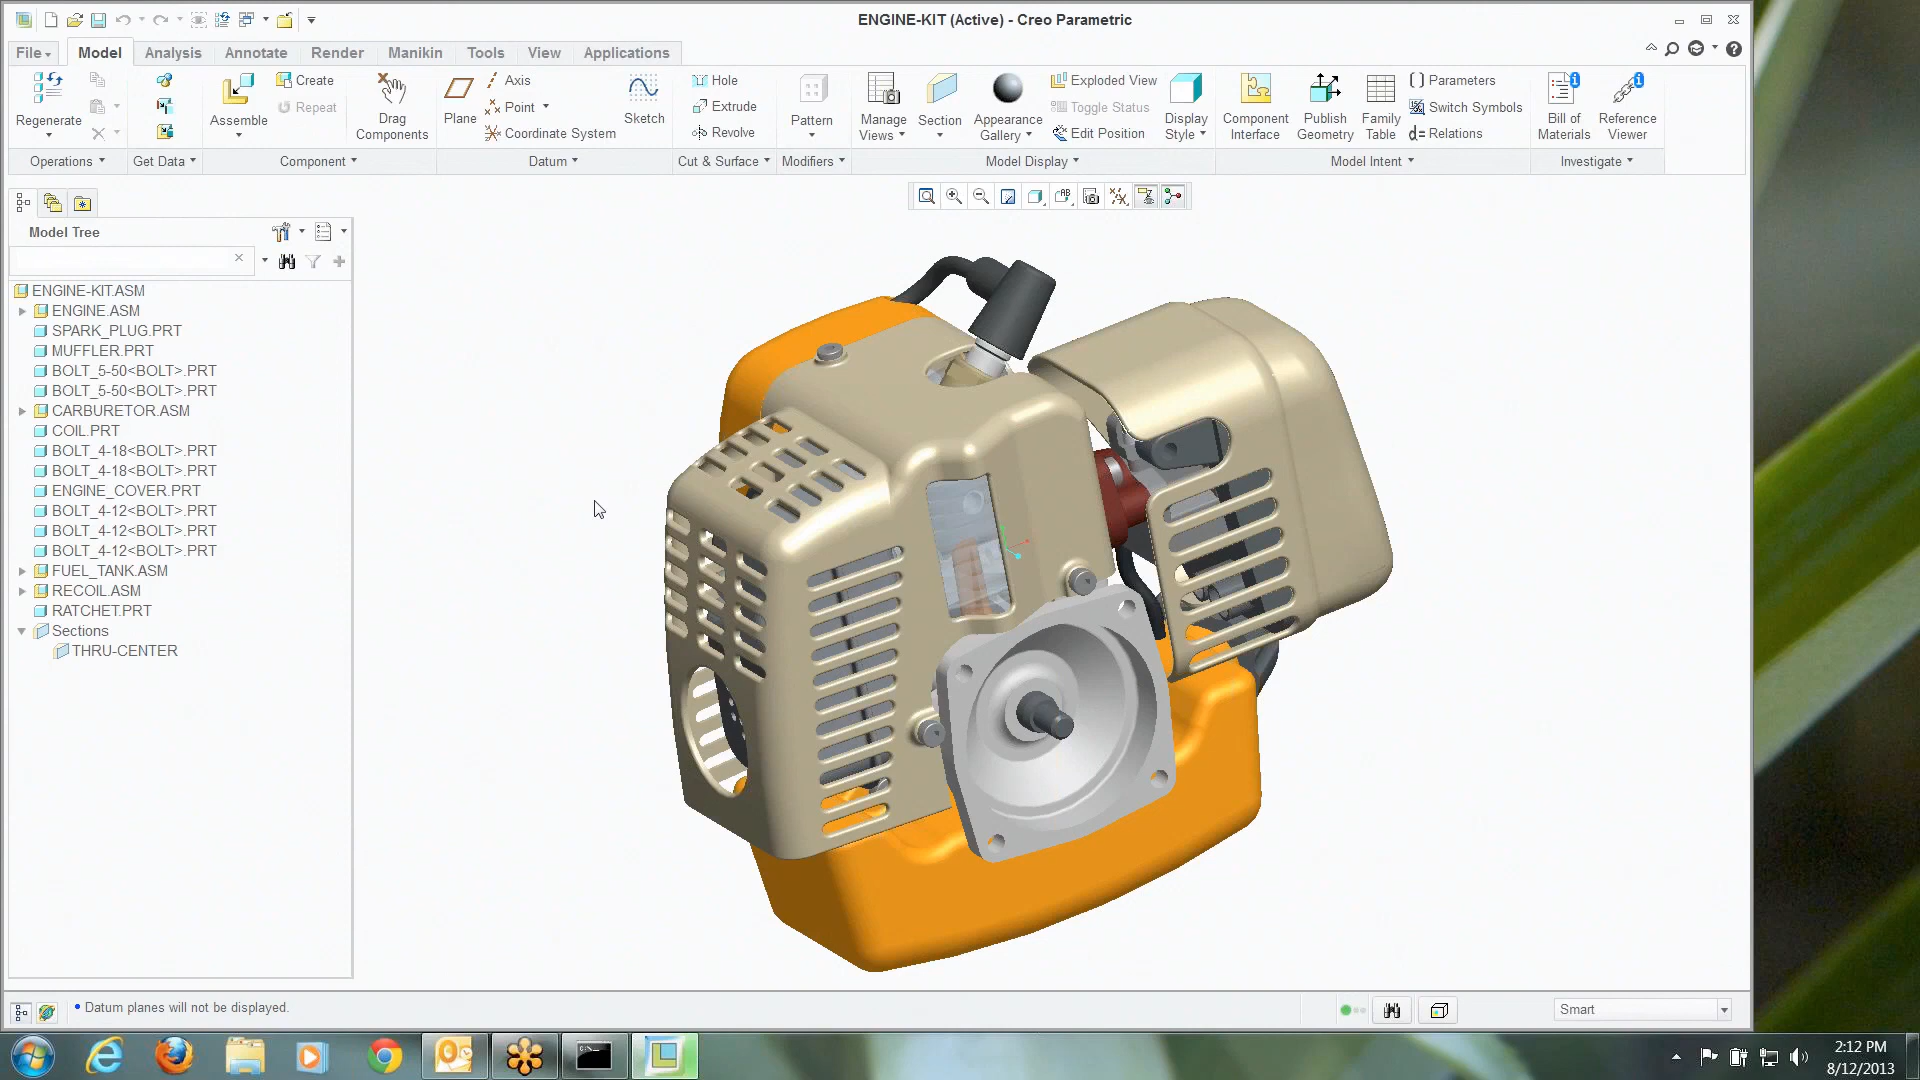 ENGINE-KIT (Active) - Creo Parametric
File Model Analysis Annotate Render Manikin Tools View Applications
Regenerate
Assemble
Create
Repeat
Drag
Components
Plane
Axis
Point
Coordinate System
Sketch
Hole
Extrude
Revolve
Pattern
Manage
Views
Section
Appearance
Gallery
Exploded View
Toggle Status
Edit Position
Display
Style
Component
Interface
Publish
Geometry
Family
Table
Parameters
Switch Symbols
Relations
Bill of
Materials
Reference
Viewer
Operations Get Data Component Datum Cut & Surface Modifiers Model Display Model Intent Investigate
Model Tree
ENGINE-KIT.ASM
ENGINE.ASM
SPARK_PLUG.PRT
MUFFLER.PRT
BOLT_5-50<BOLT>.PRT
BOLT_5-50<BOLT>.PRT
CARBURETOR.ASM
COIL.PRT
BOLT_4-18<BOLT>.PRT
BOLT_4-18<BOLT>.PRT
ENGINE_COVER.PRT
BOLT_4-12<BOLT>.PRT
BOLT_4-12<BOLT>.PRT
BOLT_4-12<BOLT>.PRT
FUEL_TANK.ASM
RECOIL.ASM
RATCHET.PRT
Sections
THRU-CENTER
• Datum planes will not be displayed.
Smart
2:12 PM
8/12/2013